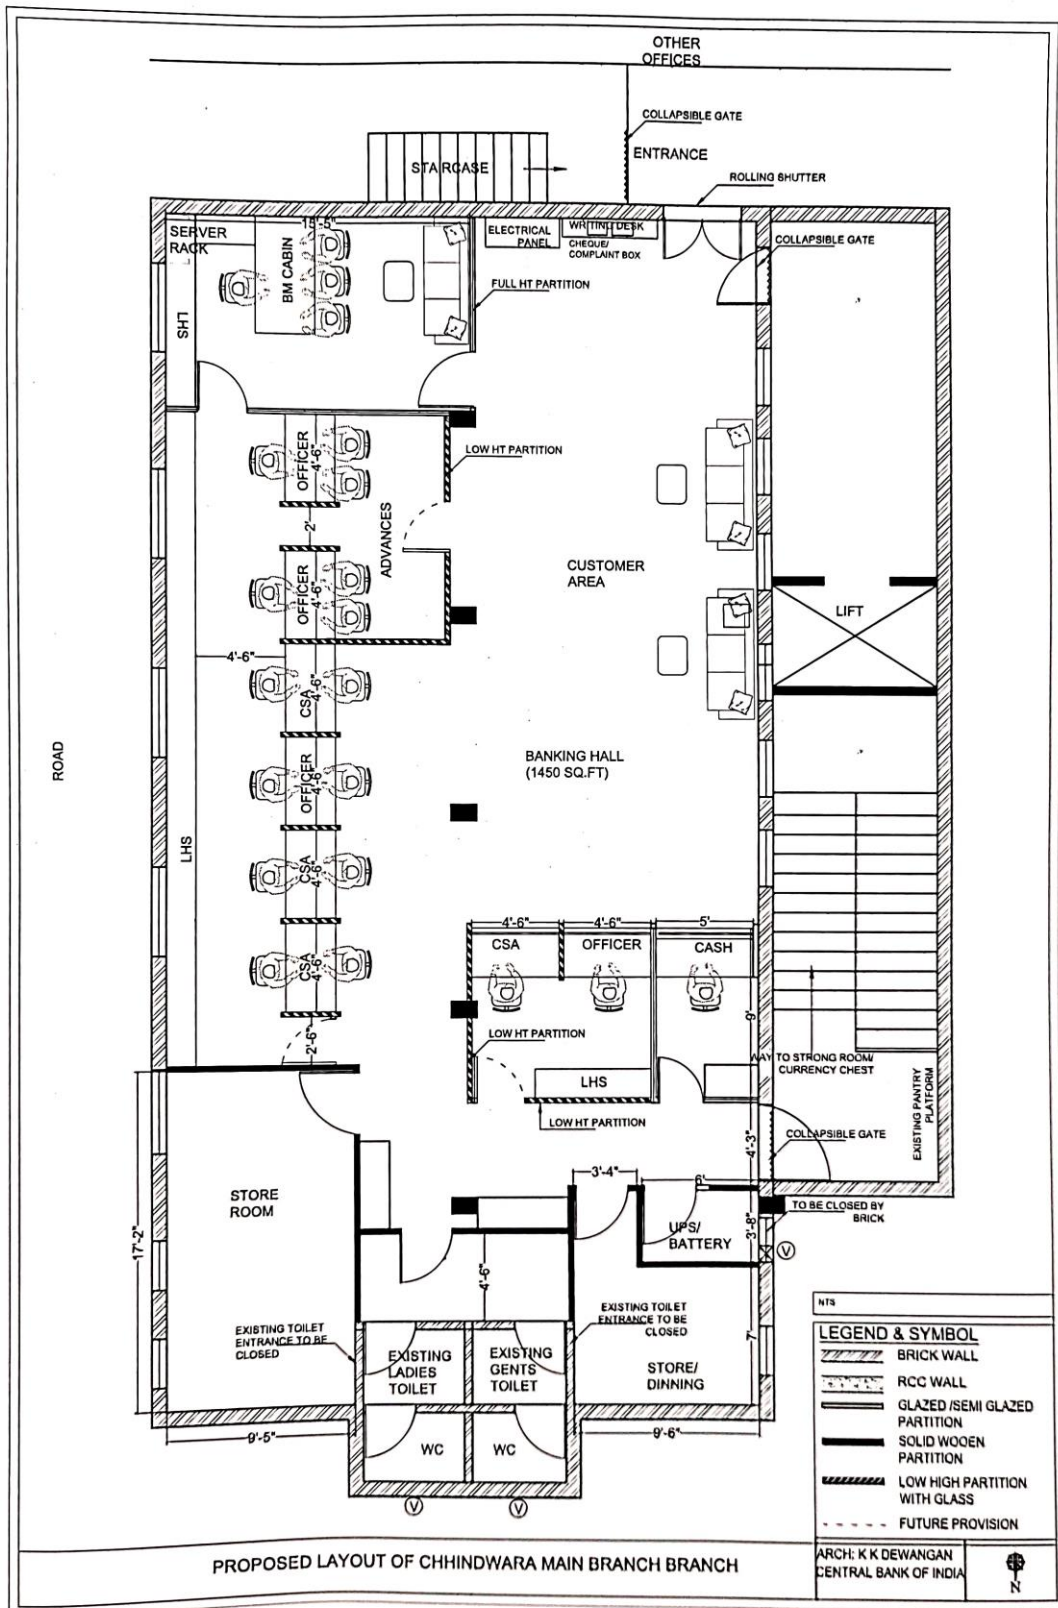 OTHER
OFFICES
COLLAPSIBLE GATE
ENTRANCE
STAIRCASE
ROLLING SHUTTER
15'-5"
SERVER
RACK
BM CABIN
ELECTRICAL
PANEL
WRITING DESK
CHEQUE/
COMPLAINT BOX
COLLAPSIBLE GATE
FULL HT PARTITION
LHS
OFFICER
4'-6"
LOW HT PARTITION
2'
ADVANCES
OFFICER
4'-6"
CUSTOMER
AREA
LIFT
4'-6"
CSA
4'-6"
ROAD
BANKING HALL
(1450 SQ.FT)
OFFICER
4'-6"
LHS
CSA
4'-6"
CSA
4'-6"
4'-6"
4'-6"
5'
CSA
OFFICER
CASH
9'
2'-6"
LOW HT PARTITION
WAY TO STRONG ROOM/
CURRENCY CHEST
LHS
EXISTING PANTRY
PLATFORM
LOW HT PARTITION
COLLAPSIBLE GATE
4'-3"
3'-4"
6'
STORE
ROOM
17'-2"
UPS/
BATTERY
3'-8"
TO BE CLOSED BY
BRICK
V
4'-6"
EXISTING TOILET
ENTRANCE TO BE
CLOSED
EXISTING TOILET
ENTRANCE TO BE
CLOSED
7'
EXISTING
LADIES
TOILET
EXISTING
GENTS
TOILET
STORE/
DINNING
9'-5"
WC
WC
9'-6"
V
V
NTS
LEGEND & SYMBOL
BRICK WALL
RCC WALL
GLAZED /SEMI GLAZED
PARTITION
SOLID WOOEN
PARTITION
LOW HIGH PARTITION
WITH GLASS
FUTURE PROVISION
PROPOSED LAYOUT OF CHHINDWARA MAIN BRANCH BRANCH
ARCH: K K DEWANGAN
CENTRAL BANK OF INDIA
N